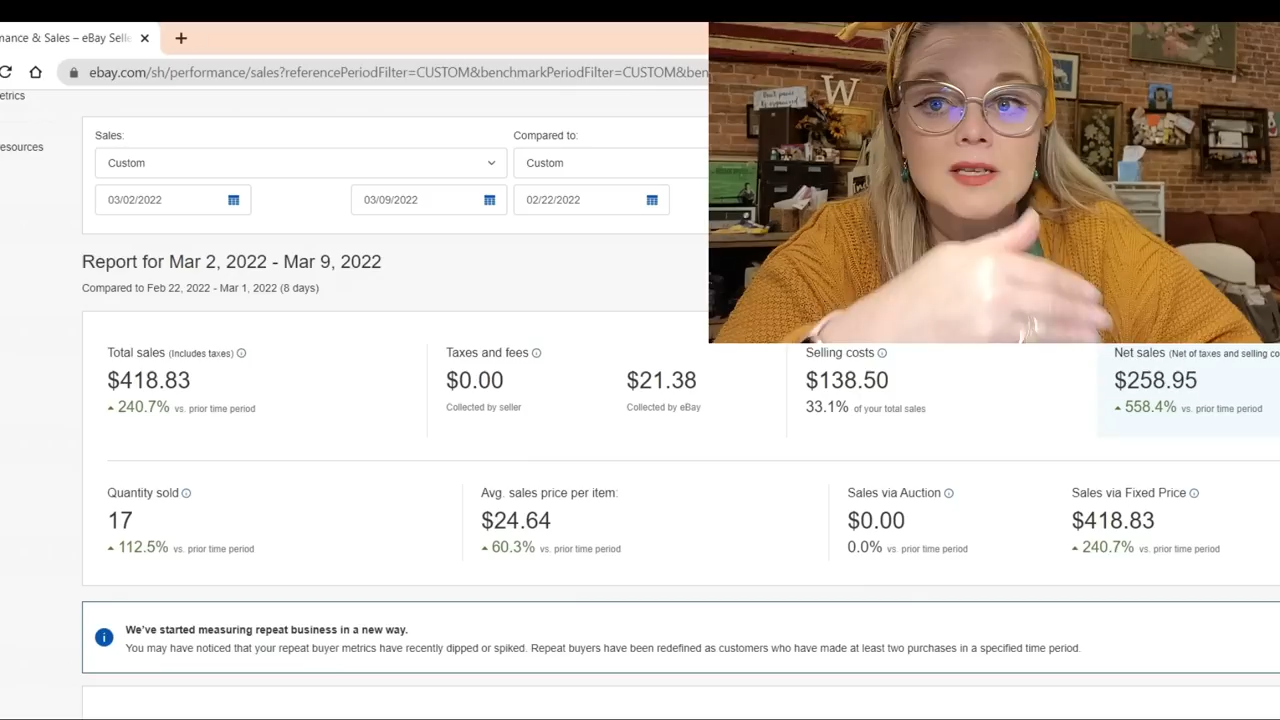 mance & Sales – eBay Selle
ebay.com/sh/performance/sales?referencePeriodFilter=CUSTOM&benchmarkPeriodFilter=CUSTOM&ben
etrics
esources
Sales:
Compared to:
Custom
Custom
03/02/2022
03/09/2022
02/22/2022
Report for Mar 2, 2022 - Mar 9, 2022
Compared to Feb 22, 2022 - Mar 1, 2022 (8 days)
Total sales (Includes taxes)
Taxes and fees
Selling costs
Net sales (Net of taxes and selling co
$418.83
$0.00
$21.38
$138.50
$258.95
240.7% vs. prior time period
Collected by seller
Collected by eBay
33.1% of your total sales
558.4% vs. prior time period
Quantity sold
Avg. sales price per item:
Sales via Auction
Sales via Fixed Price
17
$24.64
$0.00
$418.83
112.5% vs. prior time period
60.3% vs. prior time period
0.0% vs. prior time period
240.7% vs. prior time period
We've started measuring repeat business in a new way.
You may have noticed that your repeat buyer metrics have recently dipped or spiked. Repeat buyers have been redefined as customers who have made at least two purchases in a specified time period.
W